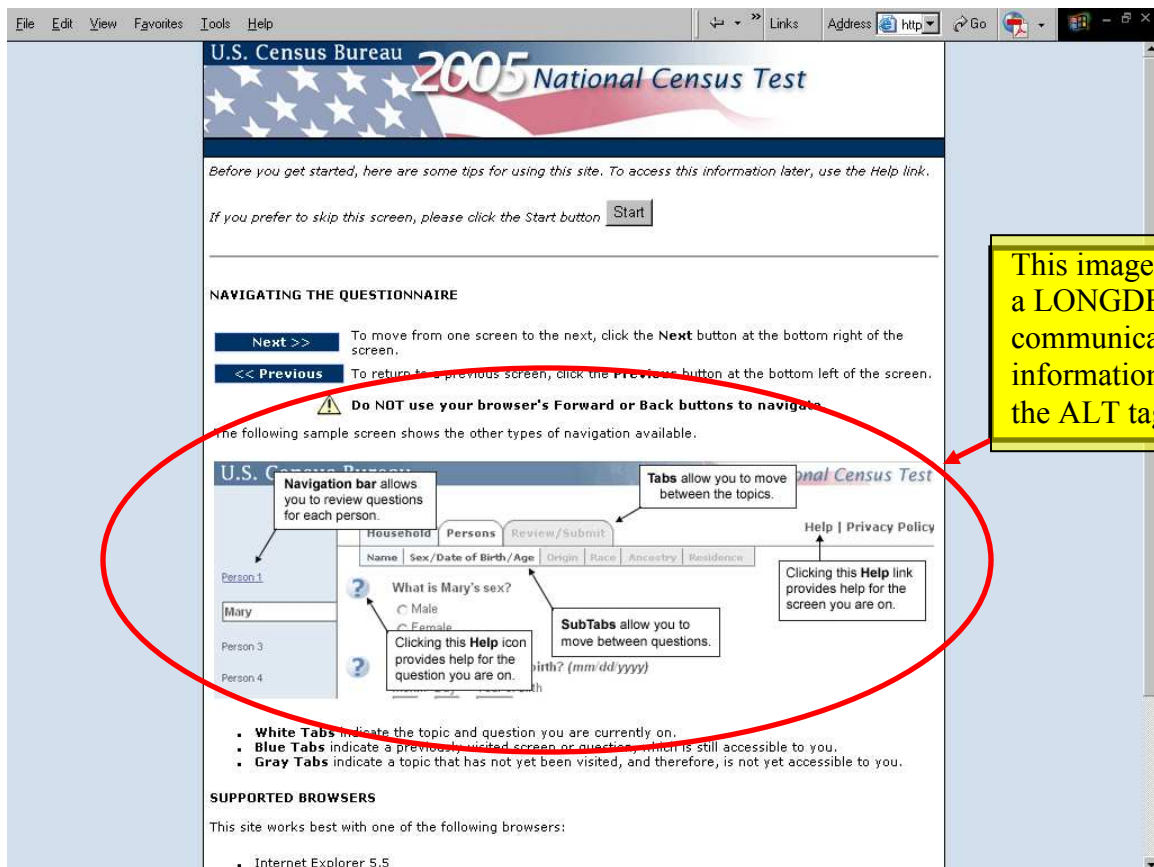 File Edit View Favorites Tools Help
Links Address http Go
U.S. Census Bureau
2005 National Census Test
Before you get started, here are some tips for using this site. To access this information later, use the Help link.
If you prefer to skip this screen, please click the Start button Start
NAVIGATING THE QUESTIONNAIRE
Next >> To move from one screen to the next, click the Next button at the bottom right of the
screen.
<< Previous To return to a previous screen, click the Previous button at the bottom left of the screen.
Do NOT use your browser's Forward or Back buttons to navigate.
The following sample screen shows the other types of navigation available.
U.S. Census Bureau
National Census Test
Navigation bar allows
you to review questions
for each person.
Tabs allow you to move
between the topics.
Household Persons Review/Submit
Help | Privacy Policy
Name Sex/Date of Birth/Age Origin Race Ancestry Residence
Person 1
Mary
Person 3
Person 4
What is Mary's sex?
Male
Female
Clicking this Help icon
provides help for the
question you are on.
SubTabs allow you to
move between questions.
Clicking this Help link
provides help for the
screen you are on.
birth? (mm/dd/yyyy)
White Tabs indicate the topic and question you are currently on.
Blue Tabs indicate a previously visited screen or question, which is still accessible to you.
Gray Tabs indicate a topic that has not yet been visited, and therefore, is not yet accessible to you.
SUPPORTED BROWSERS
This site works best with one of the following browsers:
Internet Explorer 5.5
This image
a LONGDE
communica
information
the ALT tag